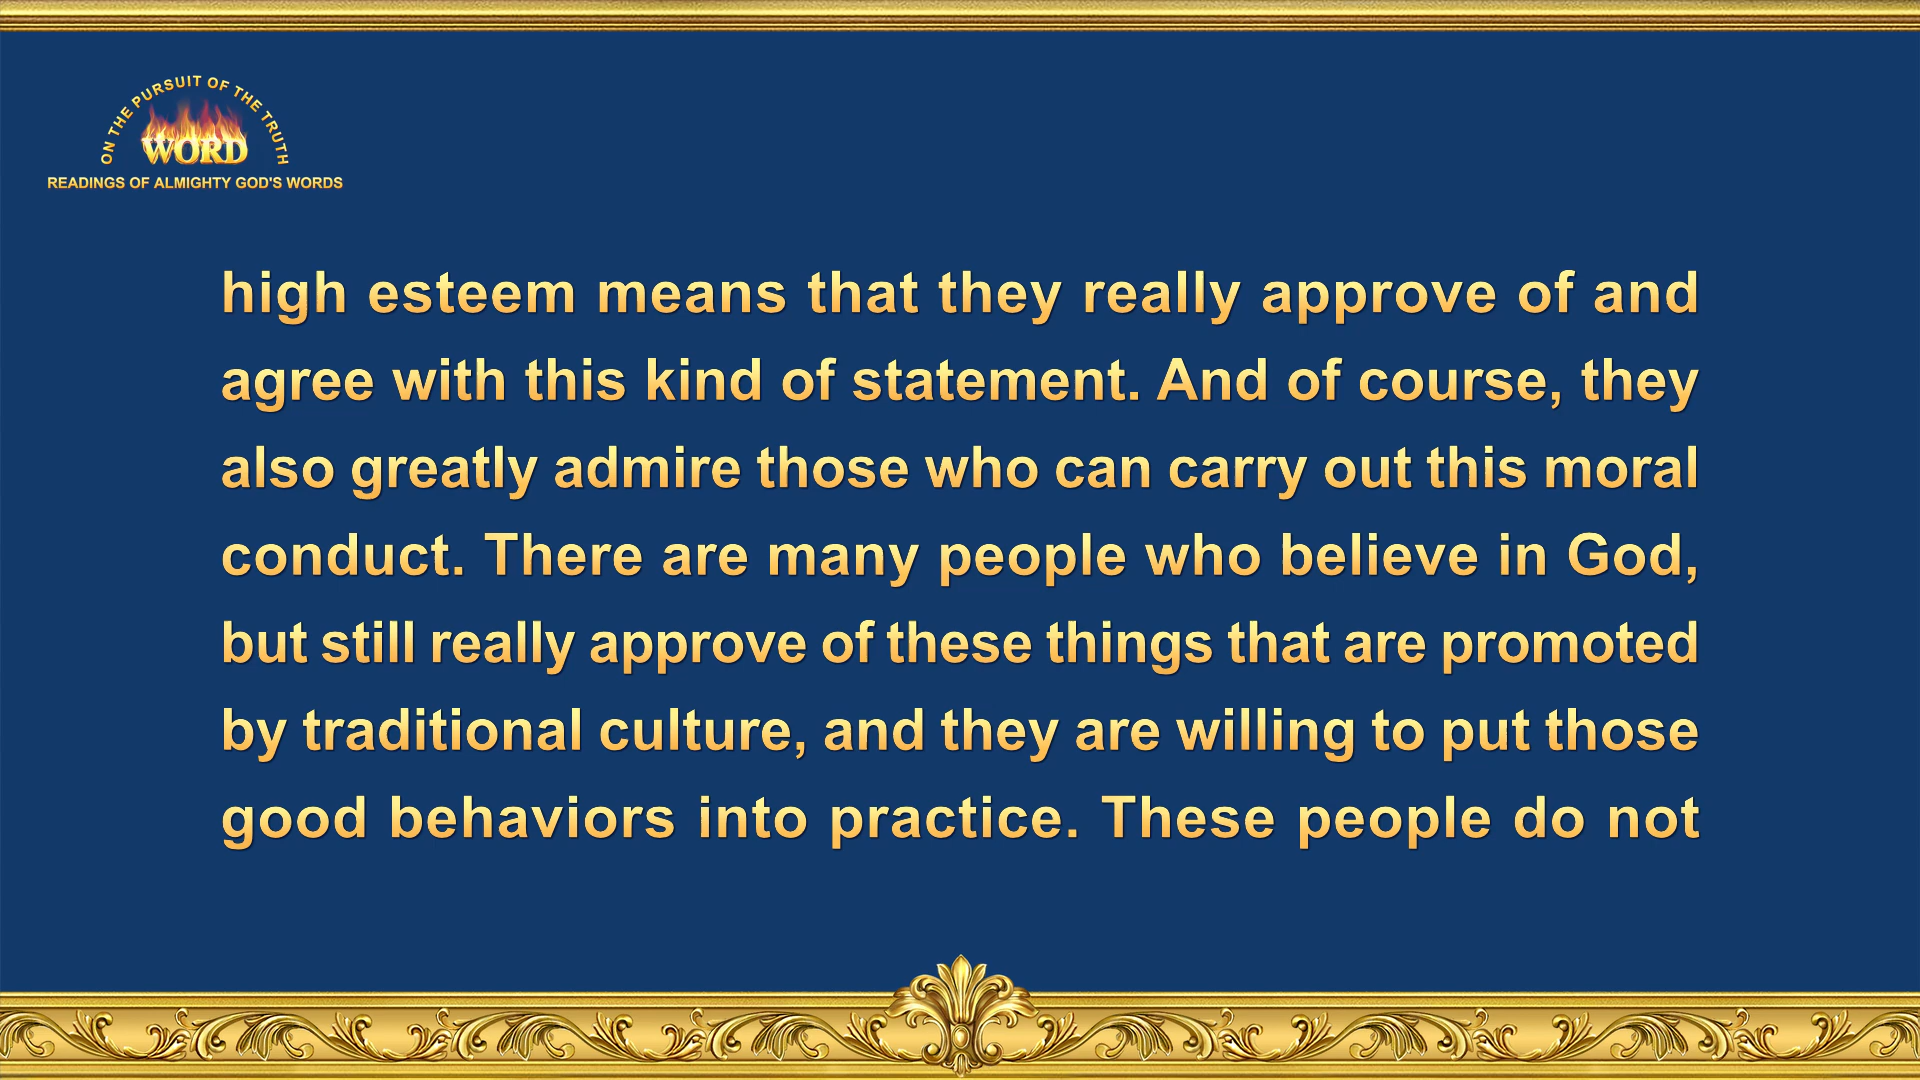 ON THE PURSUIT OF THE TRUTH
WORD
READINGS OF ALMIGHTY GOD'S WORDS
high esteem means that they really approve of and
agree with this kind of statement. And of course, they
also greatly admire those who can carry out this moral
conduct. There are many people who believe in God,
but still really approve of these things that are promoted
by traditional culture, and they are willing to put those
good behaviors into practice. These people do not